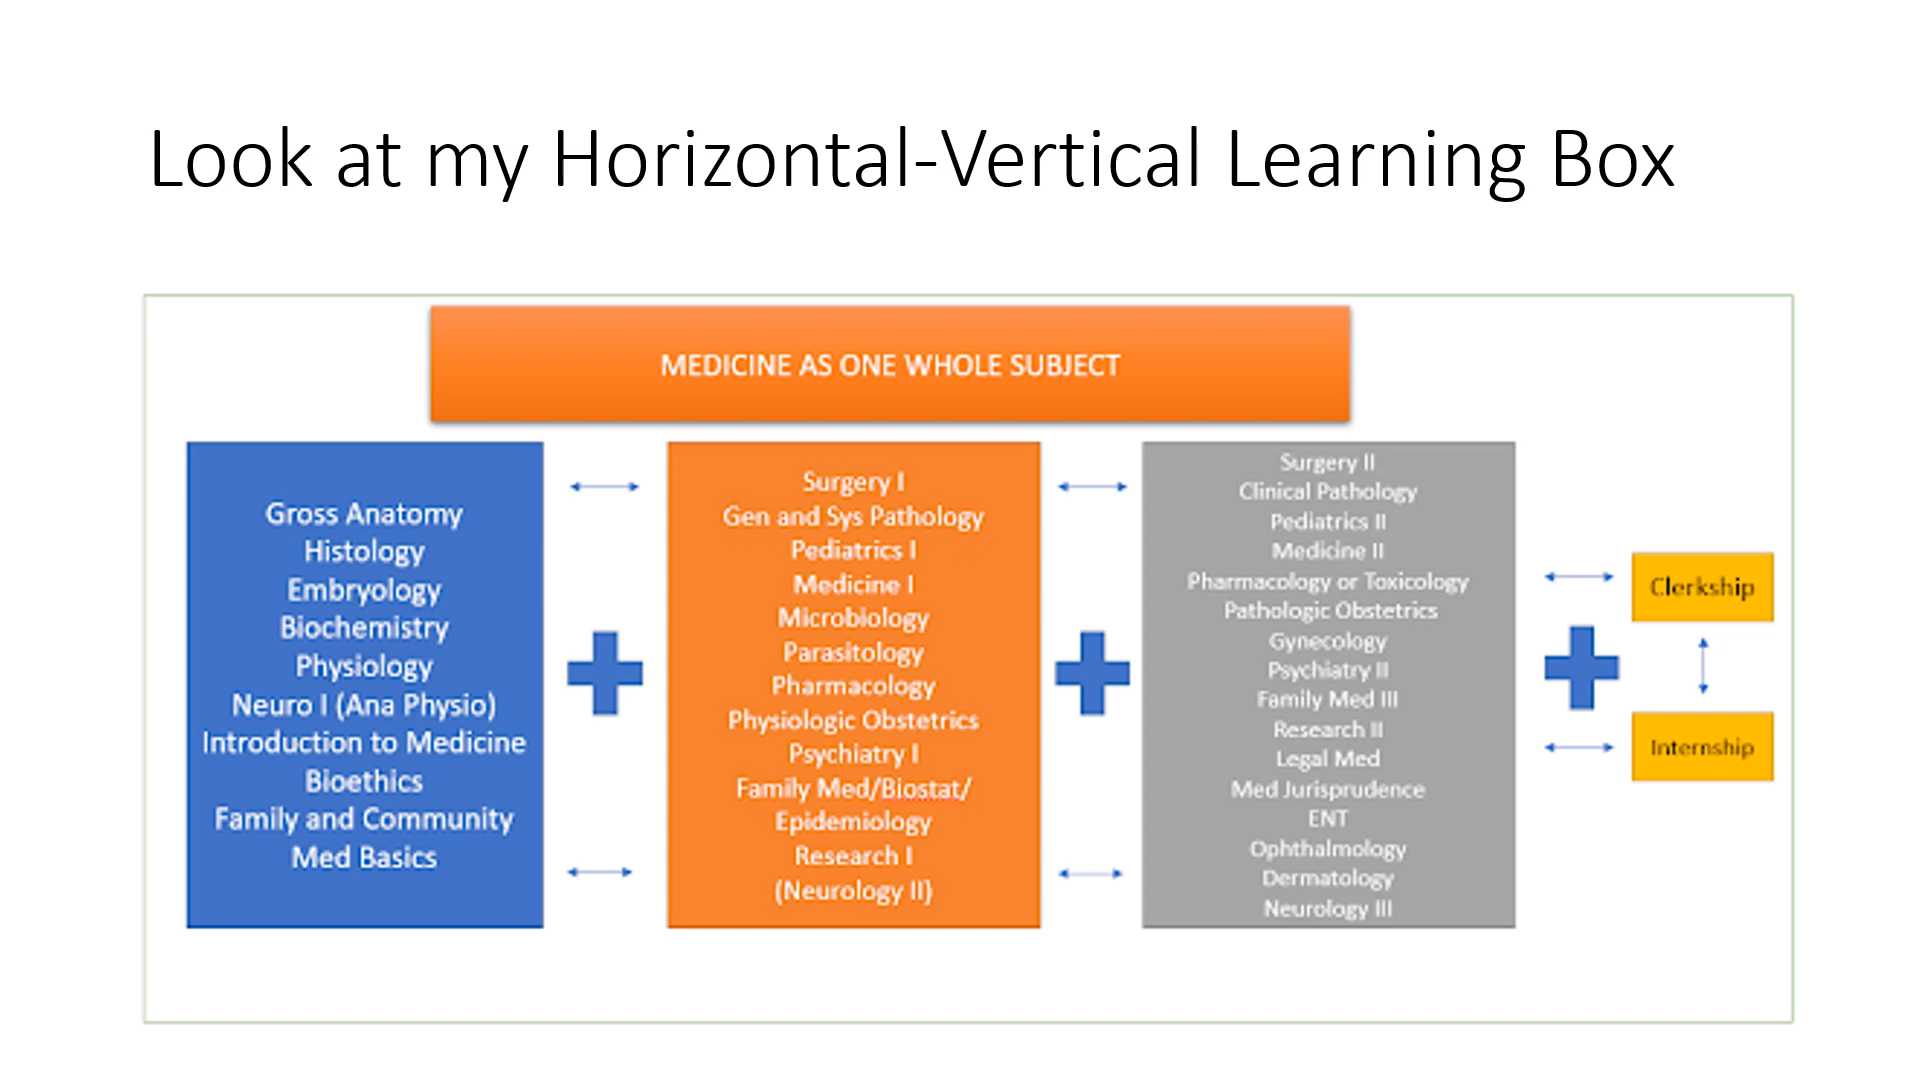 Look at my Horizontal-Vertical Learning Box
MEDICINE AS ONE WHOLE SUBJECT
Gross Anatomy
Histology
Embryology
Biochemistry
Physiology
Neuro I (Ana Physio)
Introduction to Medicine
Bioethics
Family and Community
Med Basics
Surgery I
Gen and Sys Pathology
Pediatrics I
Medicine I
Microbiology
Parasitology
Pharmacology
Physiologic Obstetrics
Psychiatry I
Family Med/Biostat/
Epidemiology
Research I
(Neurology II)
Surgery II
Clinical Pathology
Pediatrics II
Medicine II
Pharmacology or Toxicology
Pathologic Obstetrics
Gynecology
Psychiatry II
Family Med III
Research II
Legal Med
Med Jurisprudence
ENT
Ophthalmology
Dermatology
Neurology III
Clerkship
Internship